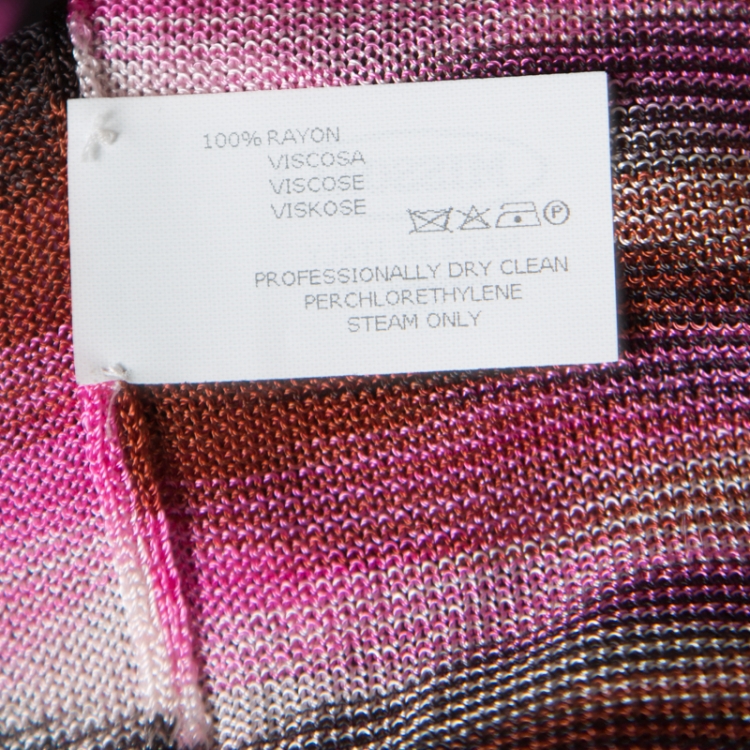 100% RAYON
VISCOSA
VISCOSE
VISKOSE
P
PROFESSIONALLY DRY CLEAN
PERCHLORETHYLENE
STEAM ONLY